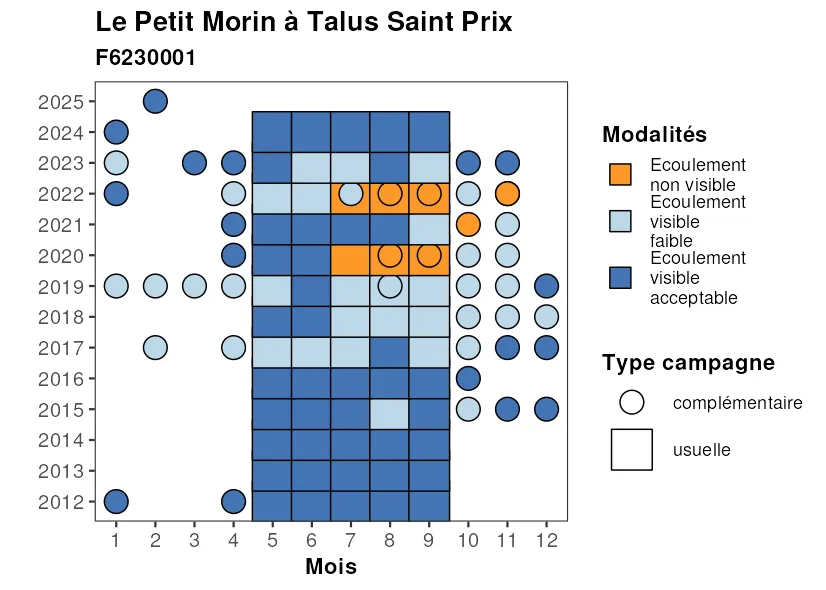 Le Petit Morin à Talus Saint Prix
F6230001
2025
2024
2023
2022
2021
2020
2019
2018
2017
2016
2015
2014
2013
2012
1 2 3 4 5 6 7 8 9 10 11 12
Mois
Modalités
Ecoulement
non visible
Ecoulement
visible
faible
Ecoulement
visible
acceptable
Type campagne
complémentaire
usuelle